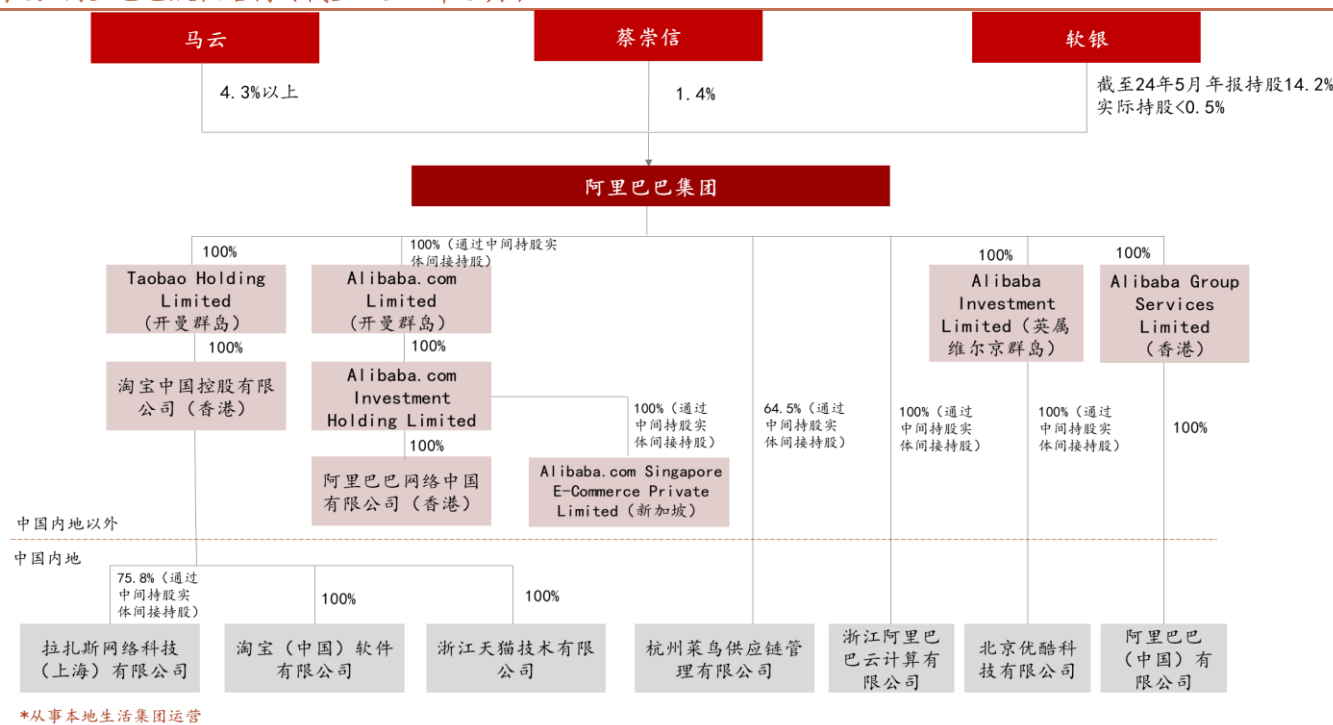 马云
蔡崇信
软银
4.3%以上
1.4%
截至24年5月年报持股14.2%
实际持股<0.5%
阿里巴巴集团
100%
100%（通过中间持股实
体间接持股）
100%
100%
Taobao Holding
Limited
（开曼群岛）
Alibaba.com
Limited
（开曼群岛）
Alibaba
Investment
Limited（英属
维尔京群岛）
Alibaba Group
Services
Limited
（香港）
100%
100%
淘宝中国控股有限
公司（香港）
Alibaba.com
Investment
Holding Limited
100%（通过
中间持股实
体间接持股）
64.5%（通过
中间持股实
体间接持股）
100%（通过
中间持股实
体间接持股）
100%（通过
中间持股实
体间接持股）
100%
100%
阿里巴巴网络中国
有限公司（香港）
Alibaba.com Singapore
E-Commerce Private
Limited（新加坡）
中国内地以外
中国内地
75.8%（通过
中间持股实
体间接持股）
100%
100%
拉扎斯网络科技
（上海）有限公司
淘宝（中国）软件
有限公司
浙江天猫技术有限
公司
杭州菜鸟供应链管
理有限公司
浙江阿里巴
巴云计算有
限公司
北京优酷科
技有限公司
阿里巴巴
（中国）有
限公司
*从事本地生活集团运营